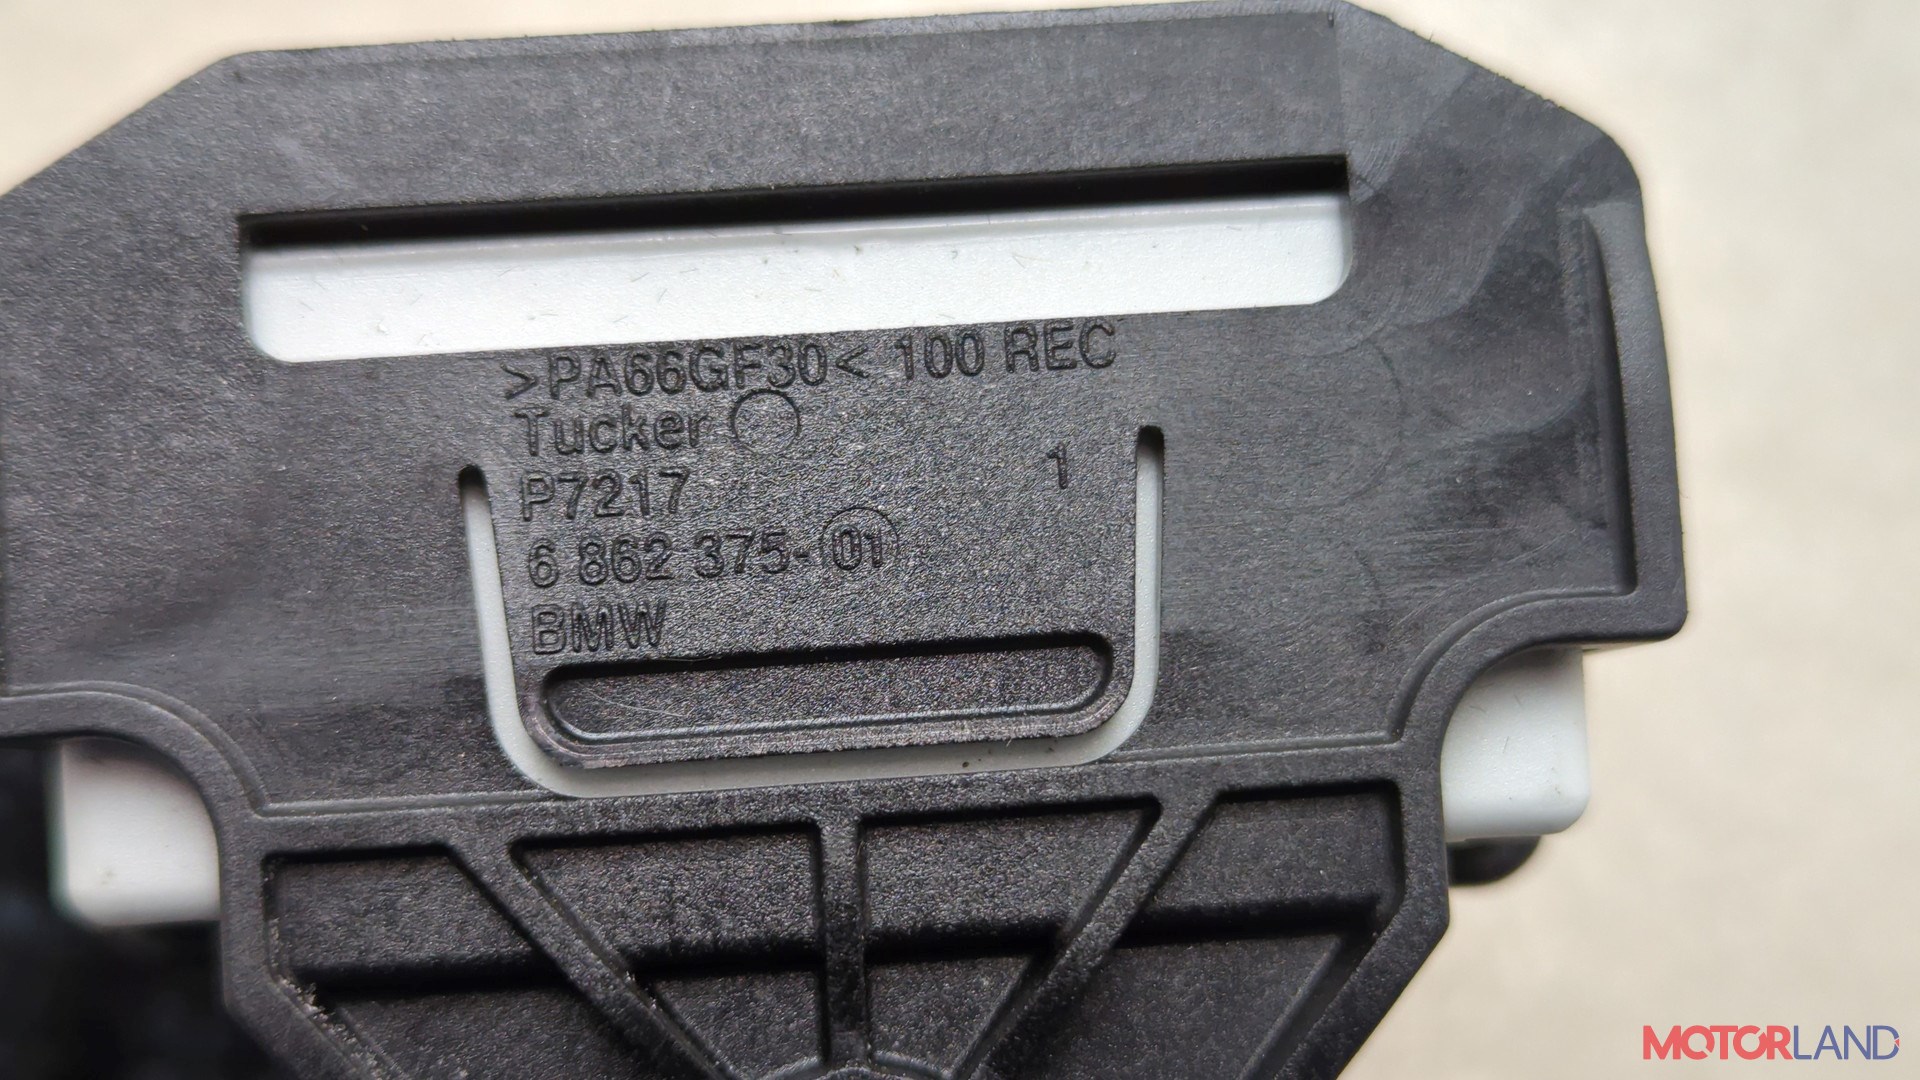 >PA66GF30< 100 REC
Tucker
P7217 1
6 862 375-01
BMW
MOTORLAND